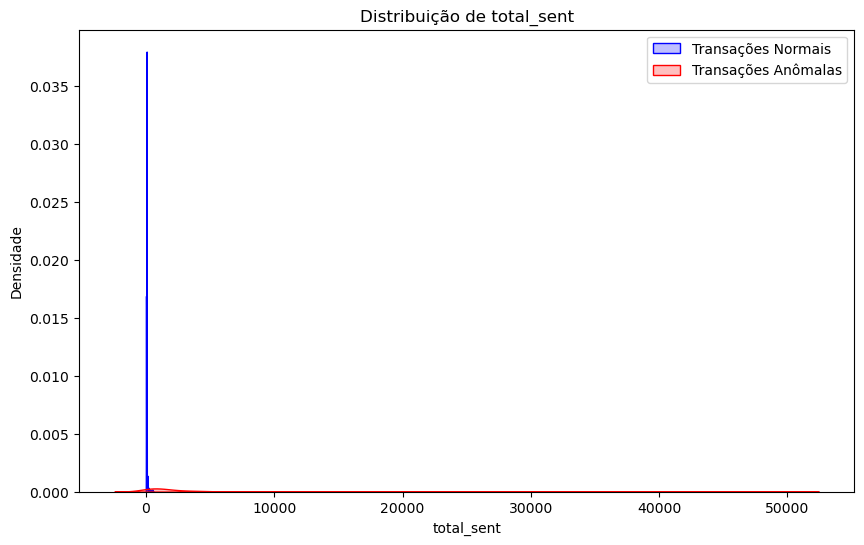 Distribuição de total_sent
Transações Normais
Transações Anômalas
Densidade
0.035
0.030
0.025
0.020
0.015
0.010
0.005
0.000
0
10000
20000
30000
40000
50000
total_sent